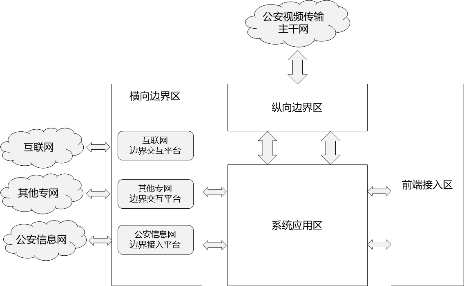 公安视频传输
主干网
横向边界区
纵向边界区
互联网
互联网
边界交互平台
其他专网
其他专网
边界交互平台
前端接入区
系统应用区
公安信息网
公安信息网
边界接入平台